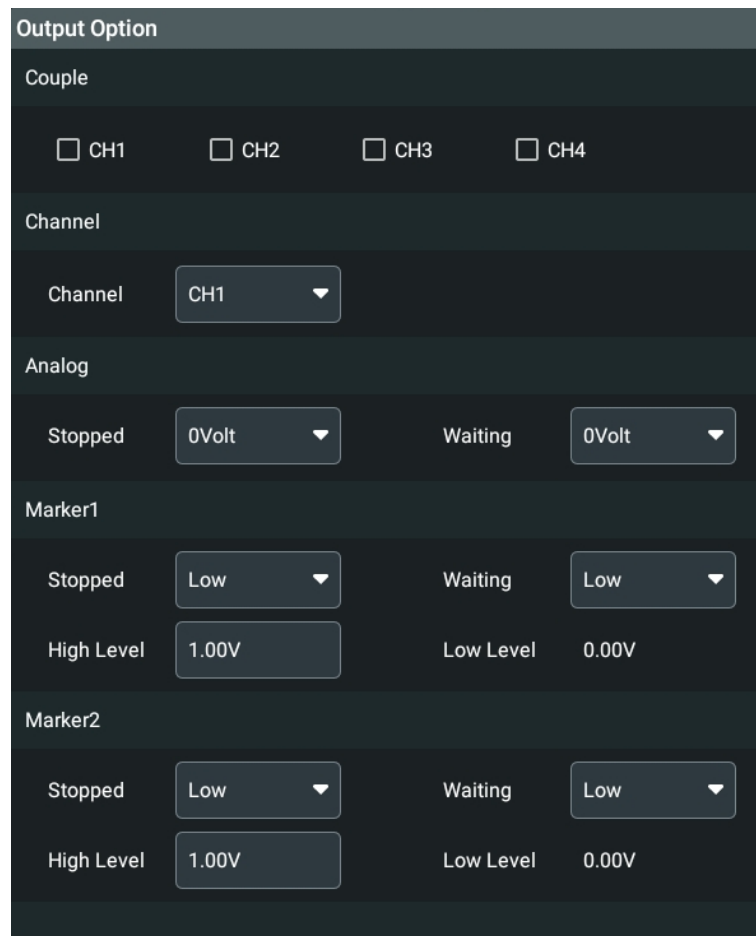 Output Option
Couple
CH1 CH2 CH3 CH4
Channel
Channel CH1
Analog
Stopped 0Volt Waiting 0Volt
Marker1
Stopped Low Waiting Low
High Level 1.00V Low Level 0.00V
Marker2
Stopped Low Waiting Low
High Level 1.00V Low Level 0.00V